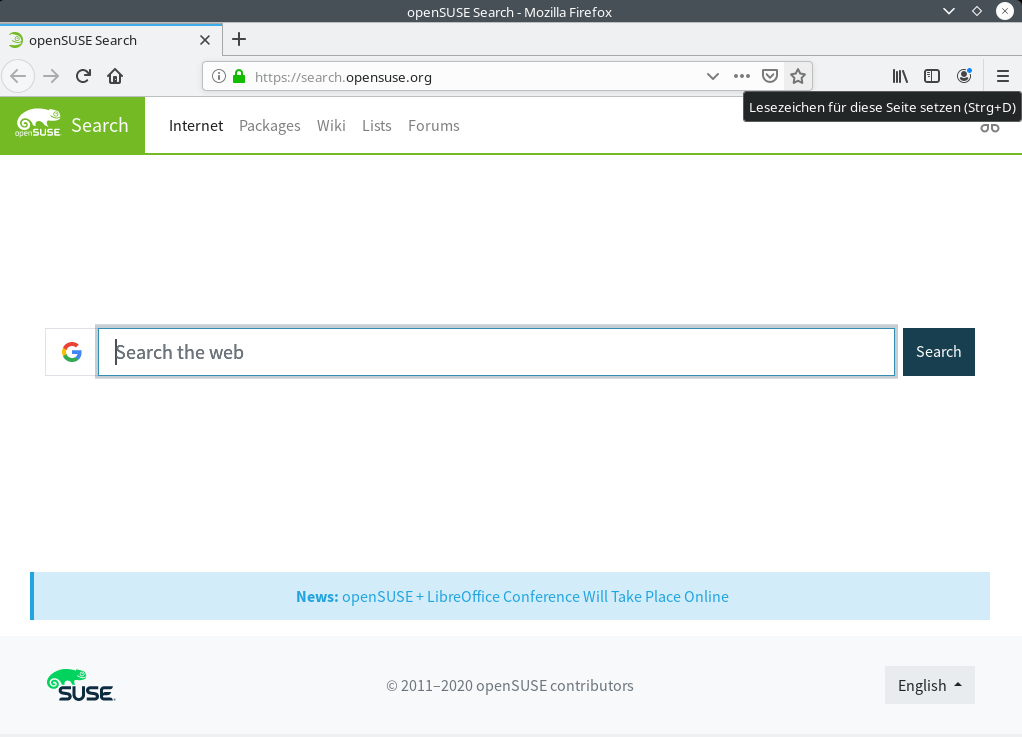 openSUSE Search - Mozilla Firefox
openSUSE Search
https://search.opensuse.org
Lesezeichen für diese Seite setzen (Strg+D)
openSUSE Search Internet Packages Wiki Lists Forums
Search the web Search
News: openSUSE + LibreOffice Conference Will Take Place Online
SUSE © 2011–2020 openSUSE contributors English